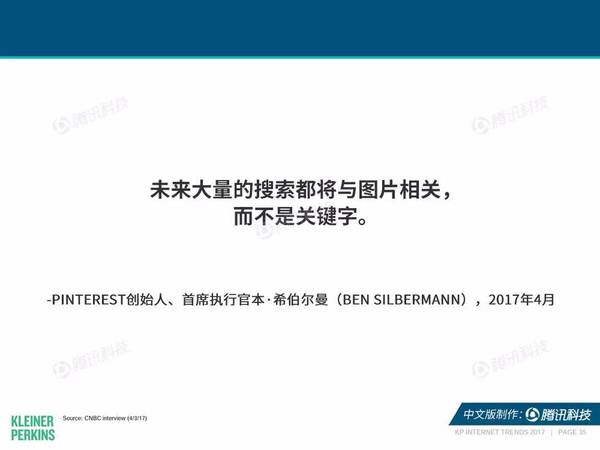 腾讯科技
腾讯科技
未来大量的搜索都将与图片相关，
而不是关键字。
腾讯科技
-PINTEREST创始人、首席执行官本·希伯尔曼（BEN SILBERMANN），2017年4月
腾讯科技
腾讯科技
KLEINER
PERKINS
Source: CNBC interview (4/3/17)
中文版制作：腾讯科技
KP INTERNET TRENDS 2017 | PAGE 35